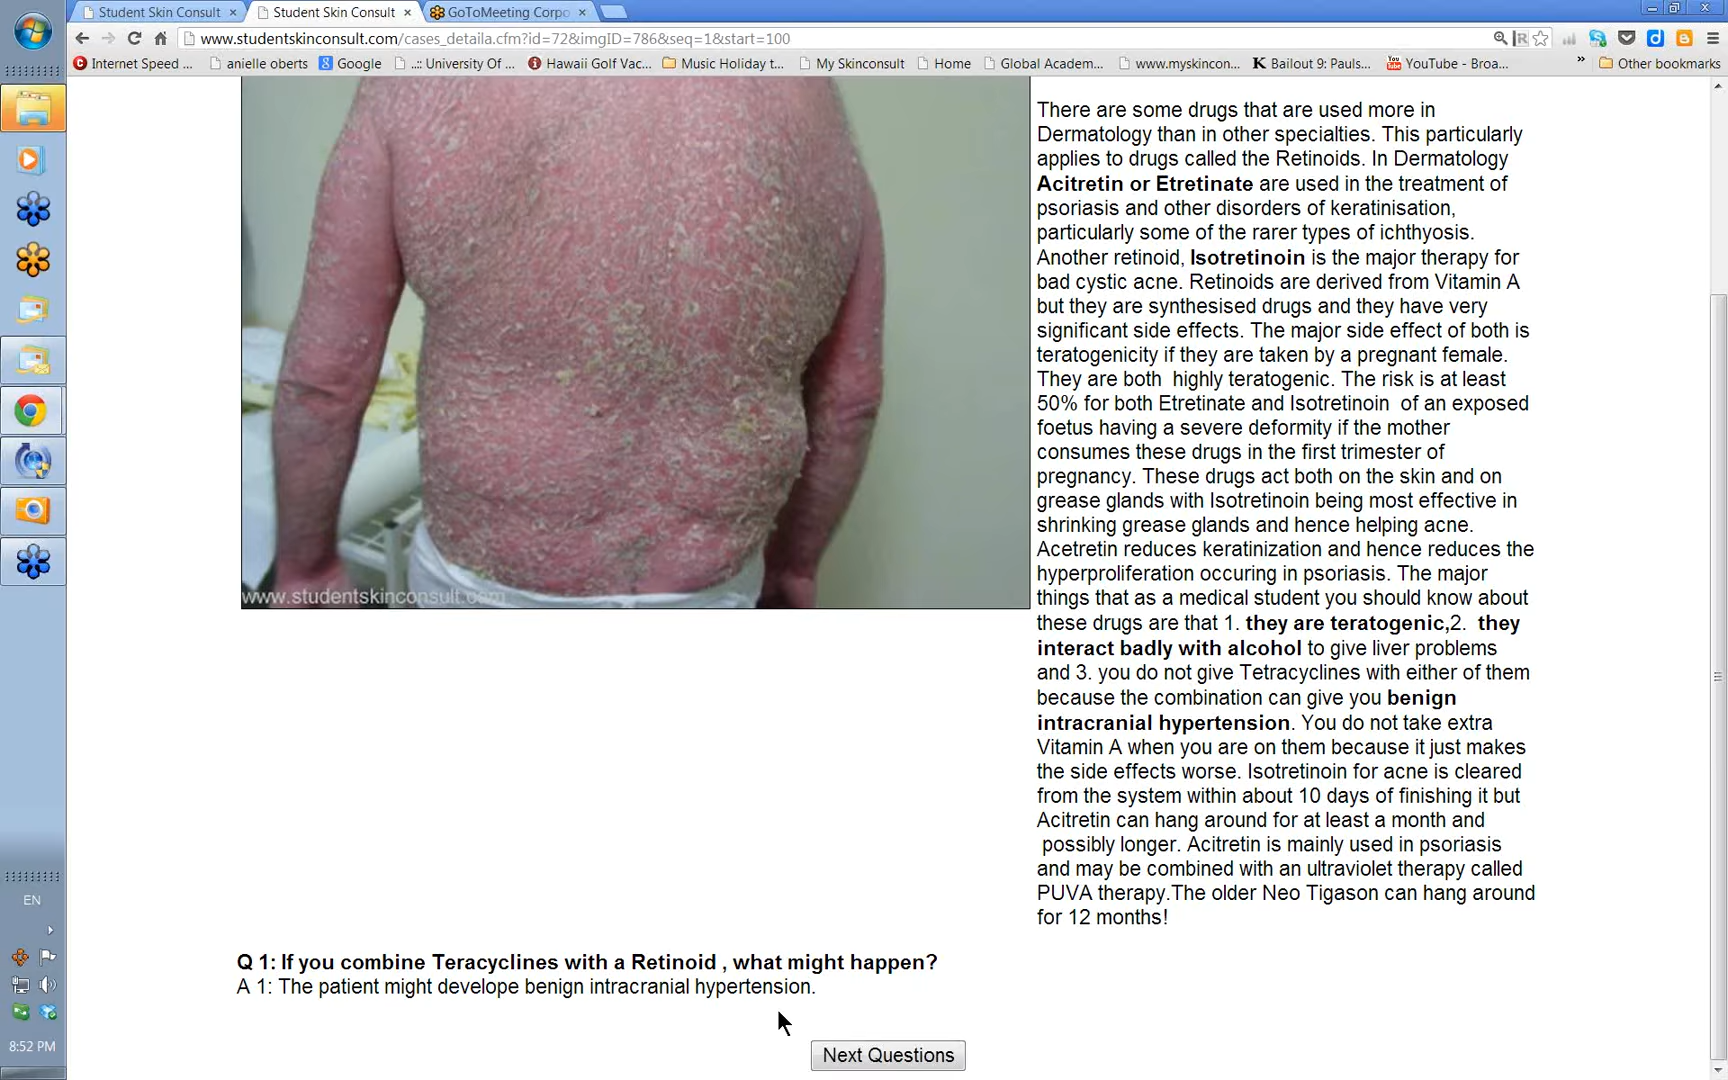 Student Skin Consult
Student Skin Consult
GoToMeeting Corpo
www.studentskinconsult.com/cases_detaila.cfm?id=72&imgID=786&seq=1&start=100
Internet Speed ...
anielle oberts
Google
..:: University Of ...
Hawaii Golf Vac...
Music Holiday t...
My Skinconsult
Home
Global Academ...
www.myskincon...
Bailout 9: Pauls...
YouTube - Broa...
»
Other bookmarks
There are some drugs that are used more in
Dermatology than in other specialties. This particularly
applies to drugs called the Retinoids. In Dermatology
Acitretin or Etretinate are used in the treatment of
psoriasis and other disorders of keratinisation,
particularly some of the rarer types of ichthyosis.
Another retinoid, Isotretinoin is the major therapy for
bad cystic acne. Retinoids are derived from Vitamin A
but they are synthesised drugs and they have very
significant side effects. The major side effect of both is
teratogenicity if they are taken by a pregnant female.
They are both  highly teratogenic. The risk is at least
50% for both Etretinate and Isotretinoin  of an exposed
foetus having a severe deformity if the mother
consumes these drugs in the first trimester of
pregnancy. These drugs act both on the skin and on
grease glands with Isotretinoin being most effective in
shrinking grease glands and hence helping acne.
Acetretin reduces keratinization and hence reduces the
hyperproliferation occuring in psoriasis. The major
things that as a medical student you should know about
these drugs are that 1. they are teratogenic,2.  they
interact badly with alcohol to give liver problems
and 3. you do not give Tetracyclines with either of them
because the combination can give you benign
intracranial hypertension. You do not take extra
Vitamin A when you are on them because it just makes
the side effects worse. Isotretinoin for acne is cleared
from the system within about 10 days of finishing it but
Acitretin can hang around for at least a month and
possibly longer. Acitretin is mainly used in psoriasis
and may be combined with an ultraviolet therapy called
PUVA therapy.The older Neo Tigason can hang around
for 12 months!
www.studentskinconsult.com
Q 1: If you combine Teracyclines with a Retinoid , what might happen?
A 1: The patient might develope benign intracranial hypertension.
Next Questions
EN
8:52 PM